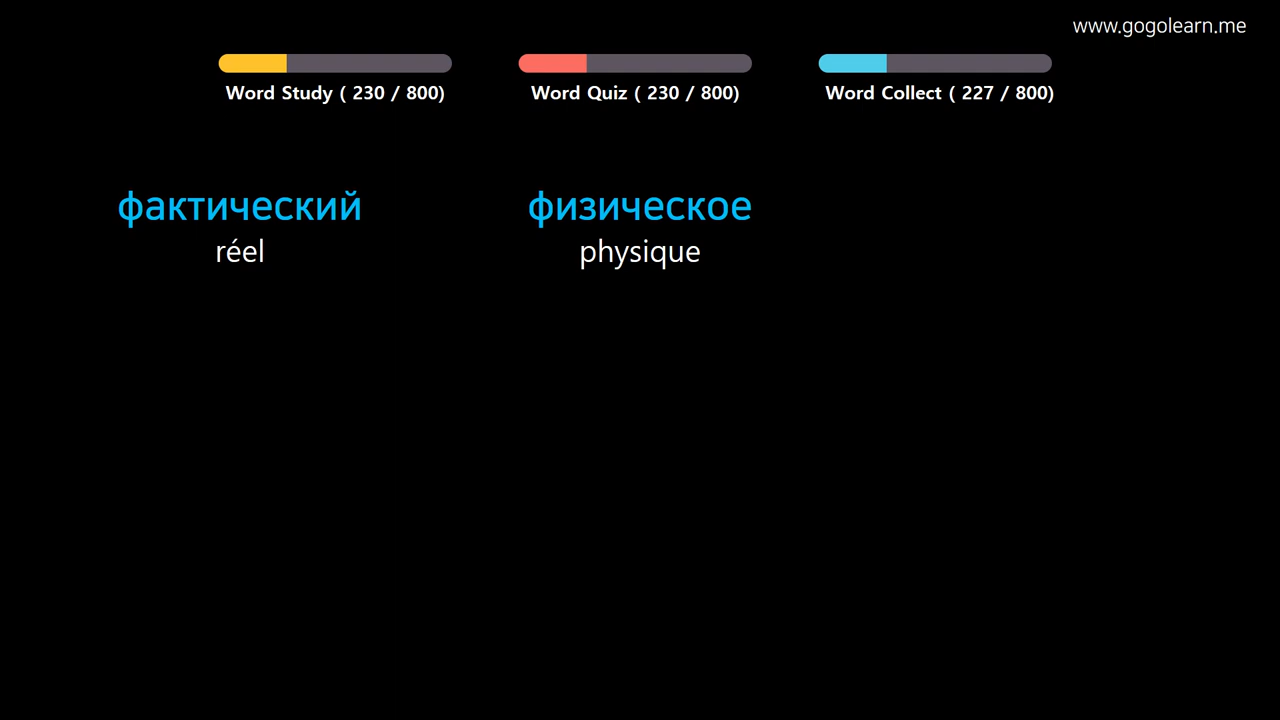 www.gogolearn.me
Word Study ( 230 / 800)
Word Quiz ( 230 / 800)
Word Collect ( 227 / 800)
фактический
réel
физическое
physique